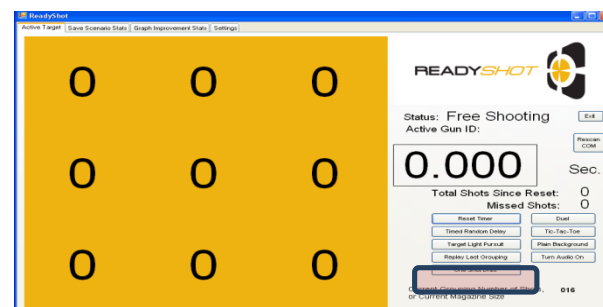 ReadyShot
Active Target Save Scenario Stats Graph Improvement Stats Settings
0 0 0
0 0 0
0 0 0
READYSHOT
Status: Free Shooting
Exit
Active Gun ID:
Rescan
COM
0.000 Sec.
Total Shots Since Reset: 0
Missed Shots: 0
Reset Timer Duel
Timed Random Delay Tic-Tac-Toe
Target Light Pursuit Plain Background
Replay Last Grouping Turn Audio On
Current Grouping Number of Shots, 016
or Current Magazine Size